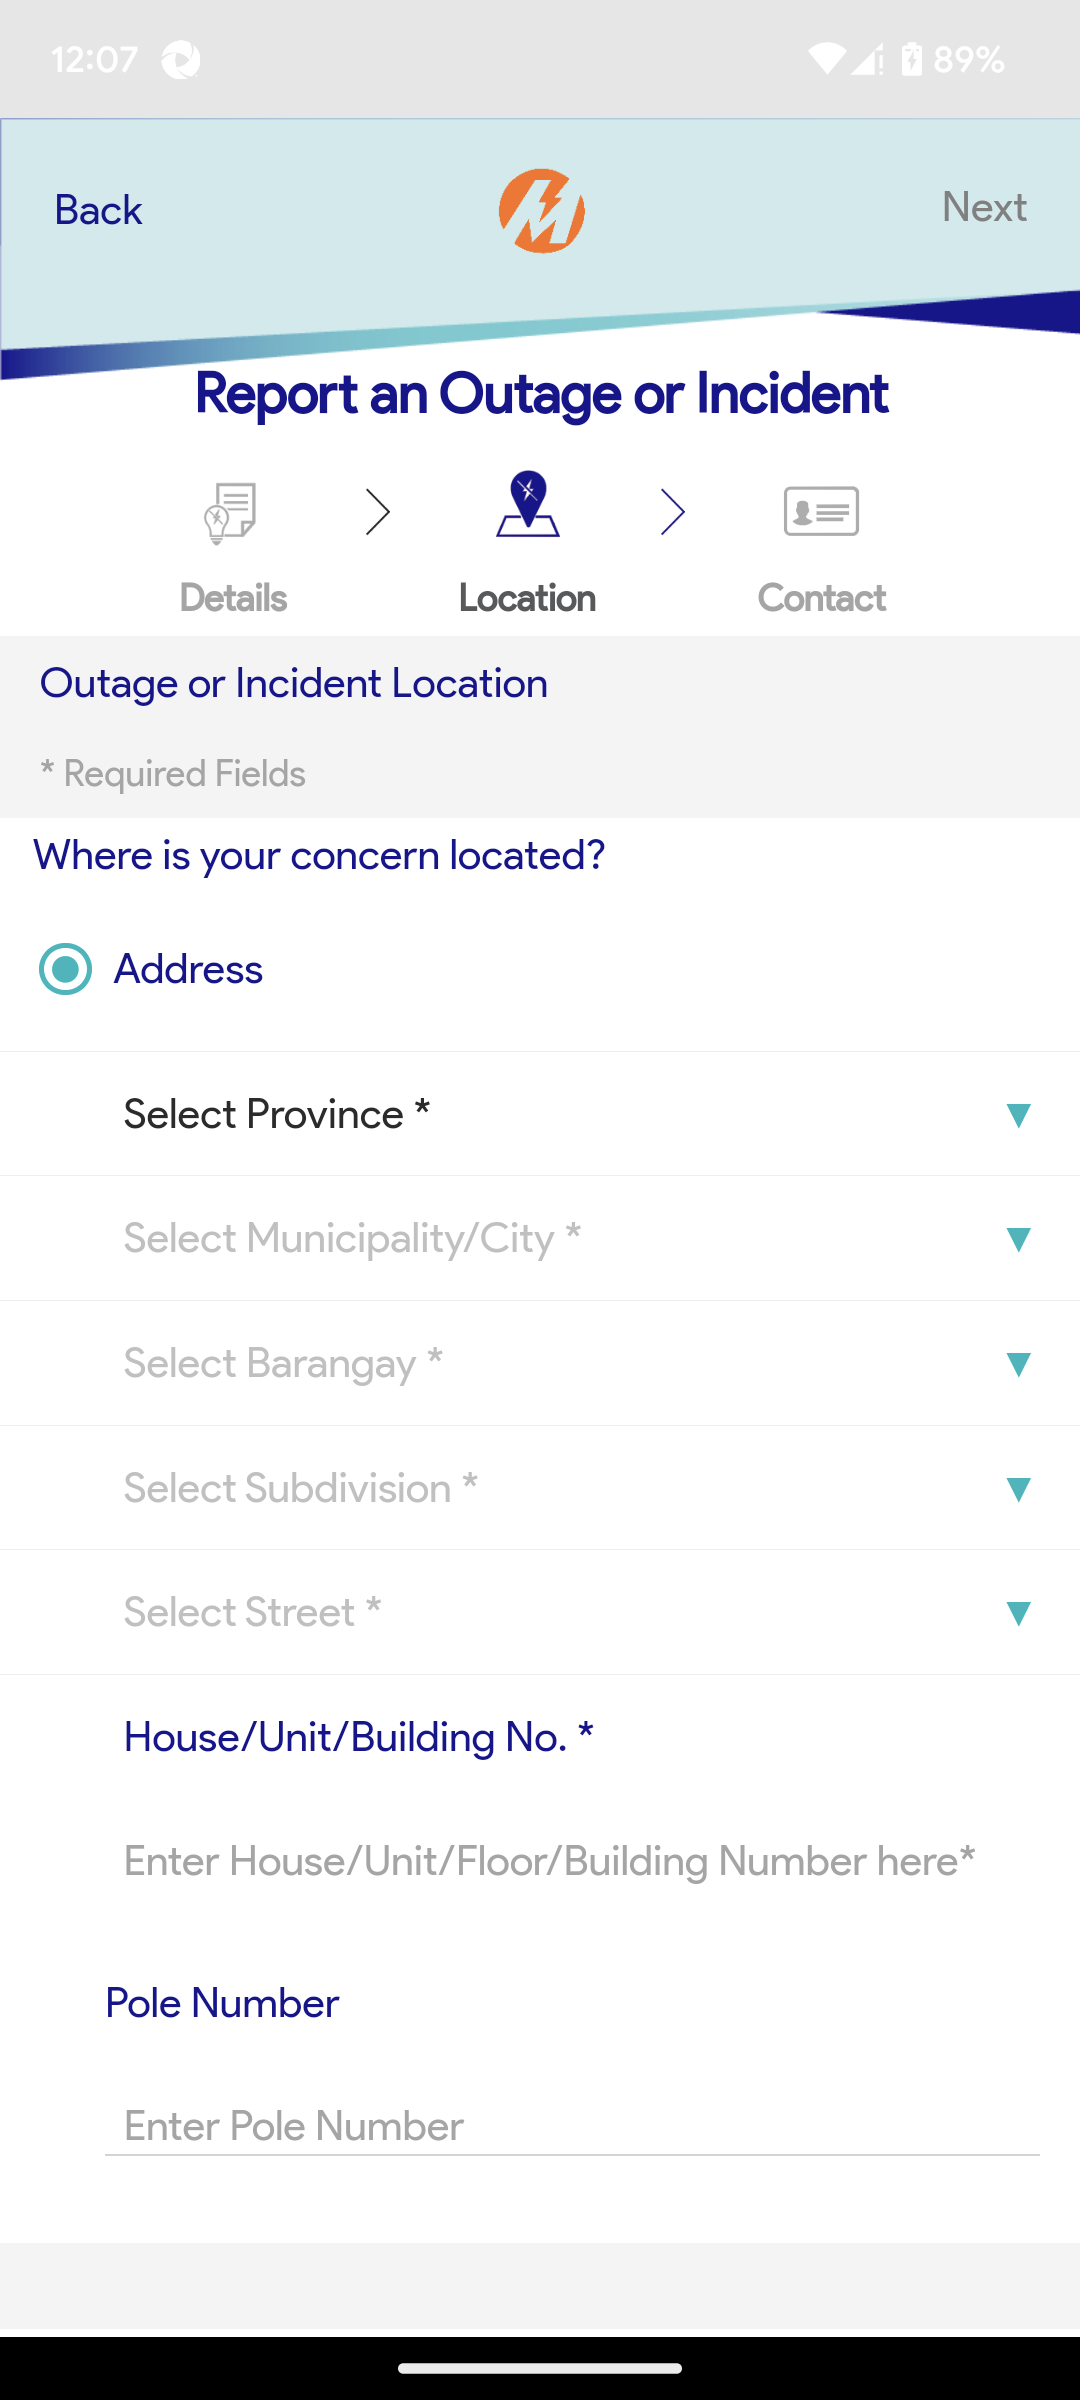 12:07
89%
Back
Next
Report an Outage or Incident
Details
Location
Contact
Outage or Incident Location
* Required Fields
Where is your concern located?
Address
Select Province *
Select Municipality/City *
Select Barangay *
Select Subdivision *
Select Street *
House/Unit/Building No. *
Enter House/Unit/Floor/Building Number here*
Pole Number
Enter Pole Number